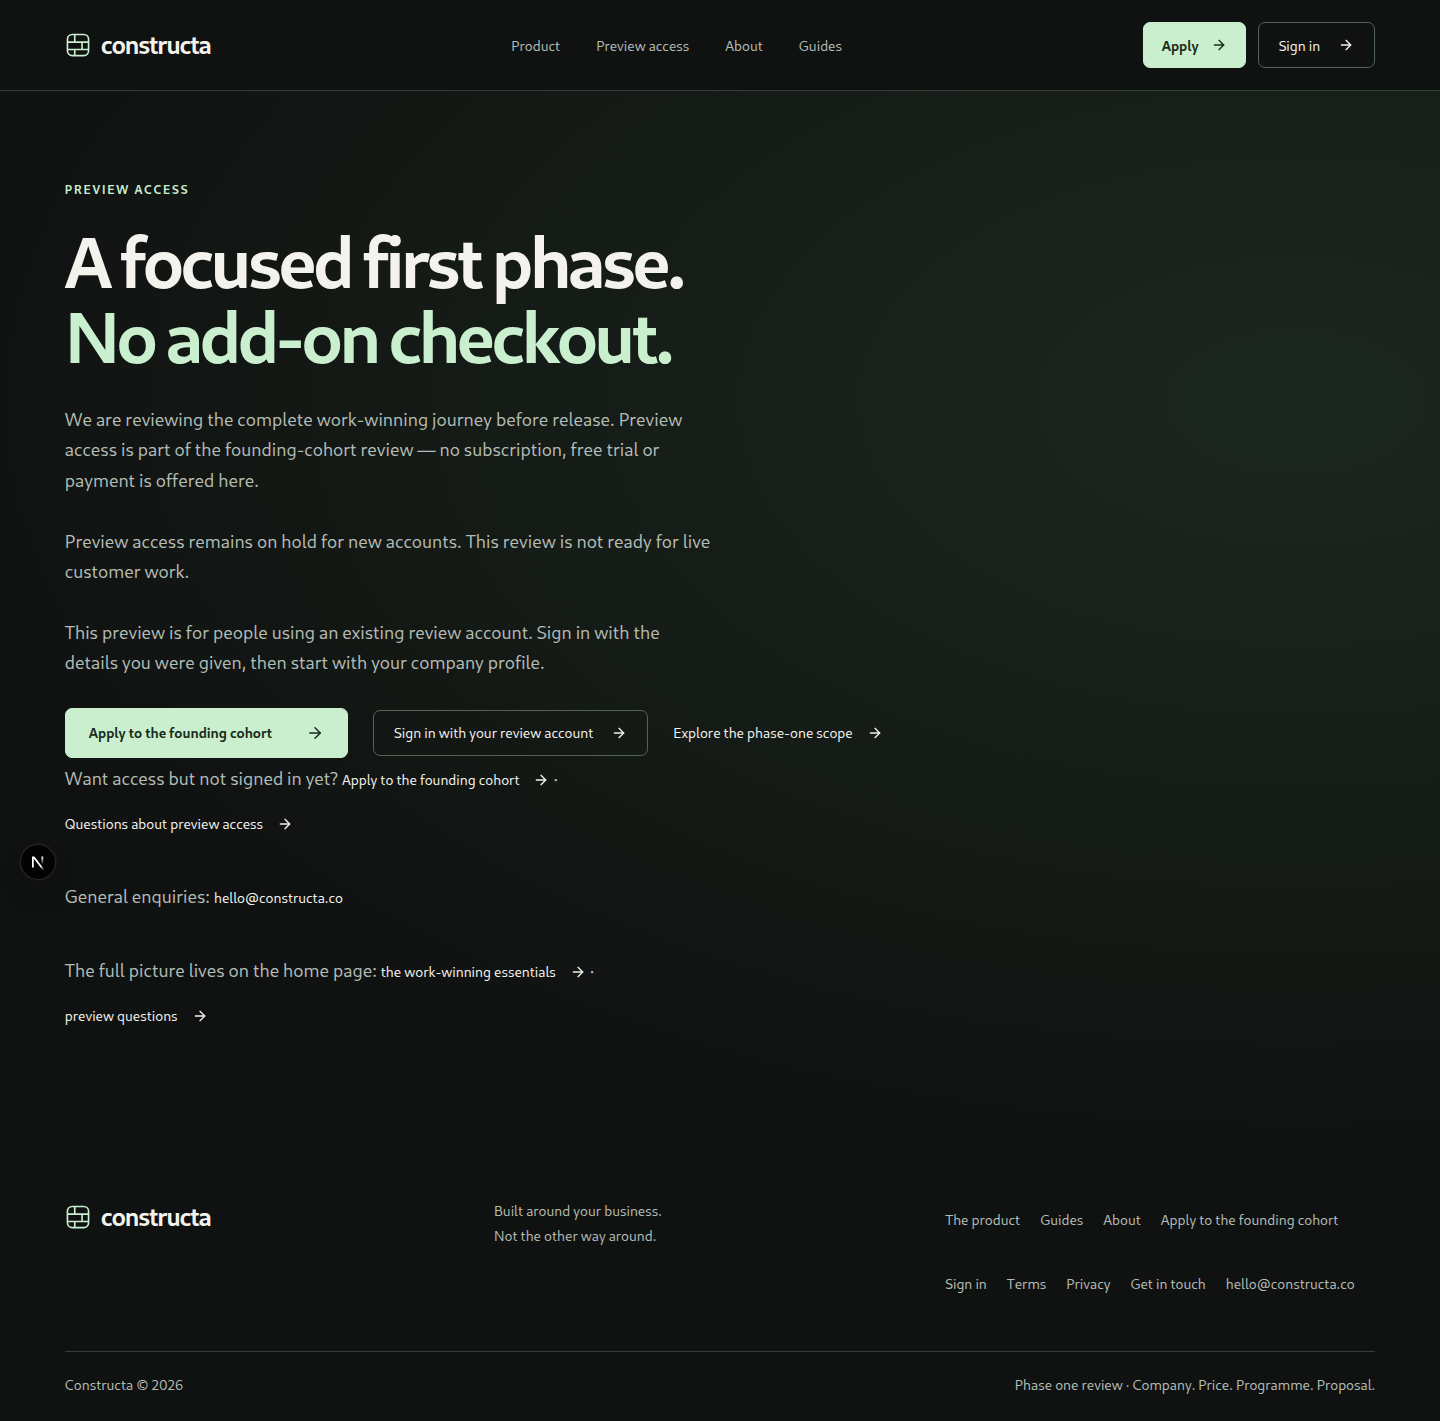 constructa
Product
Preview access
About
Guides
Apply
Sign in
PREVIEW ACCESS
A focused first phase.
No add-on checkout.
We are reviewing the complete work-winning journey before release. Preview
access is part of the founding-cohort review — no subscription, free trial or
payment is offered here.
Preview access remains on hold for new accounts. This review is not ready for live
customer work.
This preview is for people using an existing review account. Sign in with the
details you were given, then start with your company profile.
Apply to the founding cohort
Sign in with your review account
Explore the phase-one scope
Want access but not signed in yet? Apply to the founding cohort ·
Questions about preview access
N
General enquiries: hello@constructa.co
The full picture lives on the home page: the work-winning essentials ·
preview questions
constructa
Built around your business.
Not the other way around.
The product Guides About Apply to the founding cohort
Sign in Terms Privacy Get in touch hello@constructa.co
Constructa © 2026
Phase one review · Company. Price. Programme. Proposal.